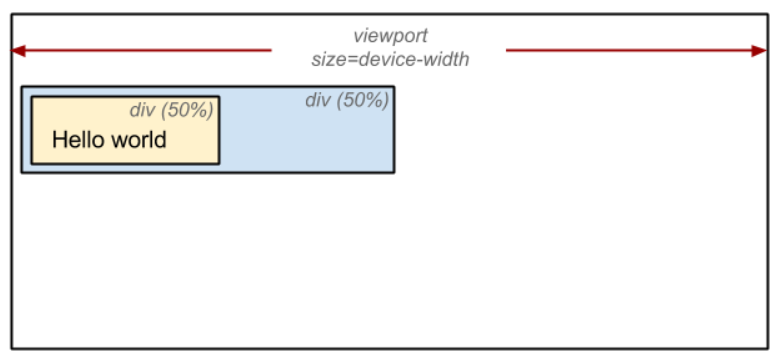 viewport
size=device-width
div (50%)
div (50%)
Hello world